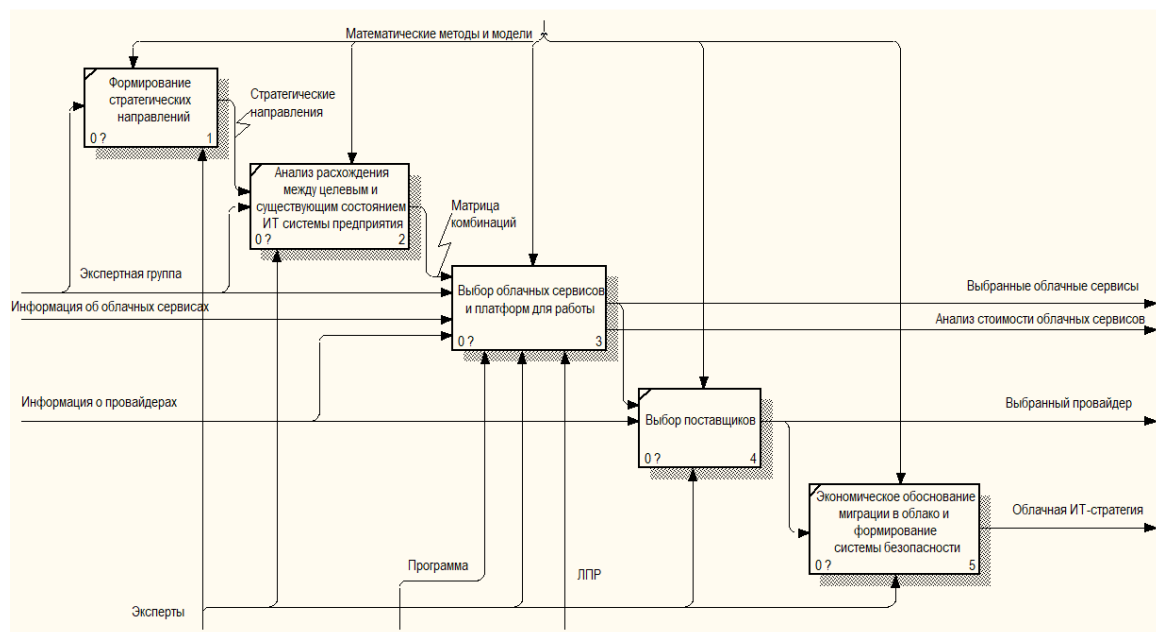 Математические методы и модели
Формирование
стратегических
направлений
0 ?
1
Стратегические
направления
Анализ расхождения
между целевым и
существующим состоянием
ИТ системы предприятия
0 ?
2
Матрица
комбинаций
Экспертная группа
Информация об облачных сервисах
Выбор облачных сервисов
и платформ для работы
0 ?
3
Выбранные облачные сервисы
Анализ стоимости облачных сервисов
Информация о провайдерах
Выбор поставщиков
0 ?
4
Выбранный провайдер
Экономическое обоснование
миграции в облако и
формирование
системы безопасности
0 ?
5
Облачная ИТ-стратегия
Программа
ЛПР
Эксперты